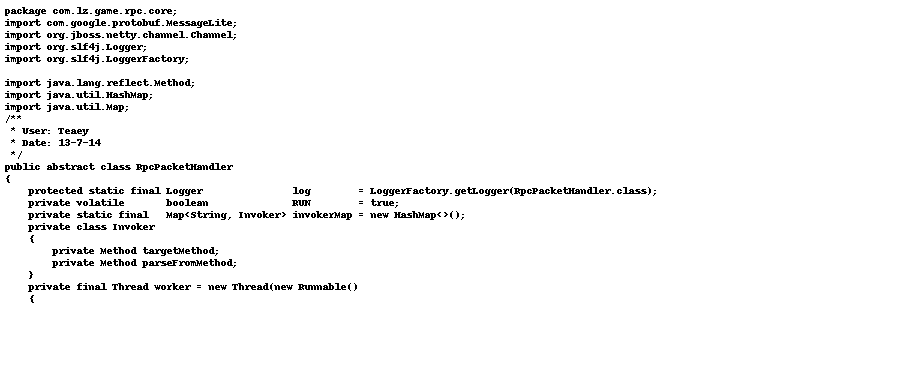 package com.lz.game.rpc.core;
import com.google.protobuf.MessageLite;
import org.jboss.netty.channel.Channel;
import org.slf4j.Logger;
import org.slf4j.LoggerFactory;

import java.lang.reflect.Method;
import java.util.HashMap;
import java.util.Map;
/**
 * User: Teaey
 * Date: 13-7-14
 */
public abstract class RpcPacketHandler
{
    protected static final Logger               log        = LoggerFactory.getLogger(RpcPacketHandler.class);
    private volatile       boolean              RUN        = true;
    private static final   Map<String, Invoker> invokerMap = new HashMap<>();
    private class Invoker
    {
        private Method targetMethod;
        private Method parseFromMethod;
    }
    private final Thread worker = new Thread(new Runnable()
    {